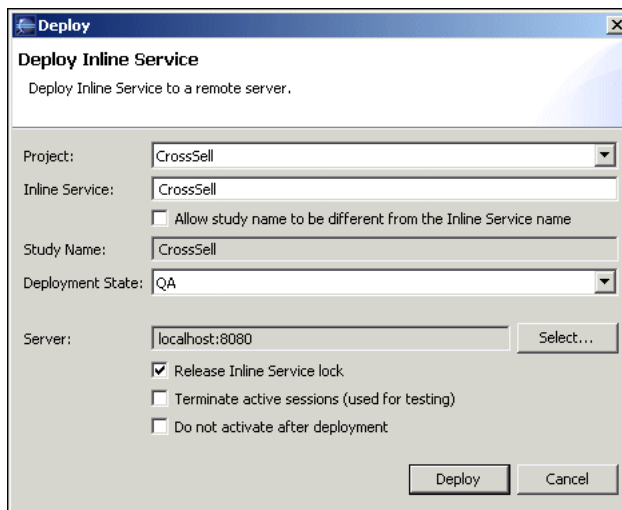 Deploy
Deploy Inline Service
Deploy Inline Service to a remote server.
Project: CrossSell
Inline Service: CrossSell
Allow study name to be different from the Inline Service name
Study Name: CrossSell
Deployment State: QA
Server: localhost:8080 Select...
Release Inline Service lock
Terminate active sessions (used for testing)
Do not activate after deployment
Deploy Cancel